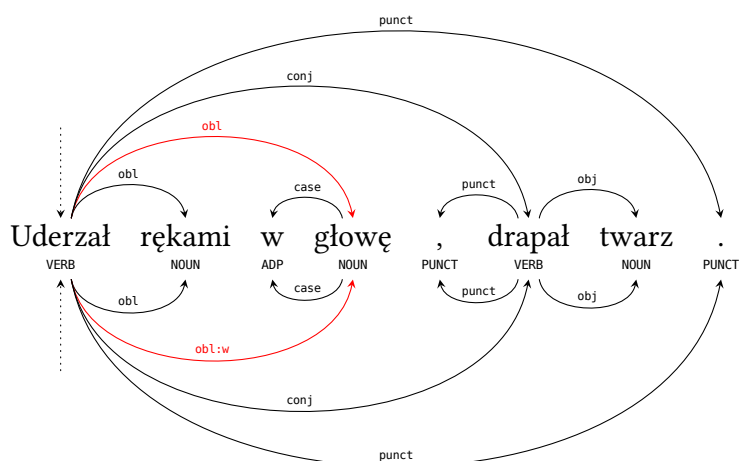 punct
conj
obl
obl case punct obj
Uderzał rękami w głowę , drapał twarz .
VERB NOUN ADP NOUN PUNCT VERB NOUN PUNCT
obl case punct obj
obl:w
conj
punct